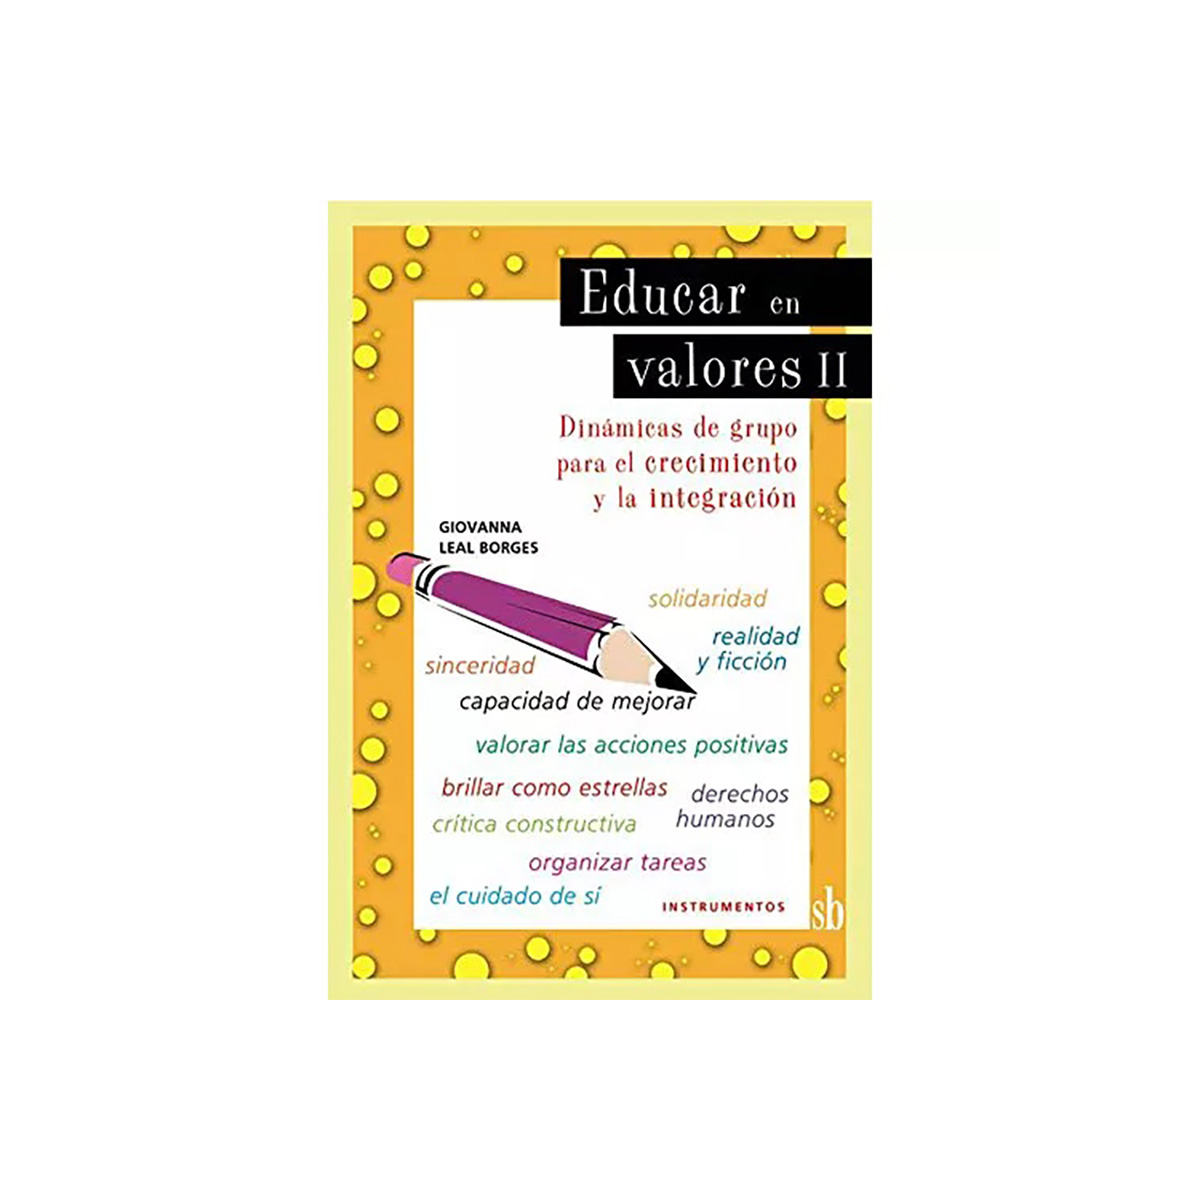 Educar en
valores II
Dinámicas de grupo
para el crecimiento
y la integración
GIOVANNA
LEAL BORGES
solidaridad
realidad
y ficción
sinceridad
capacidad de mejorar
valorar las acciones positivas
brillar como estrellas
derechos
humanos
crítica constructiva
organizar tareas
el cuidado de sí
INSTRUMENTOS
sb